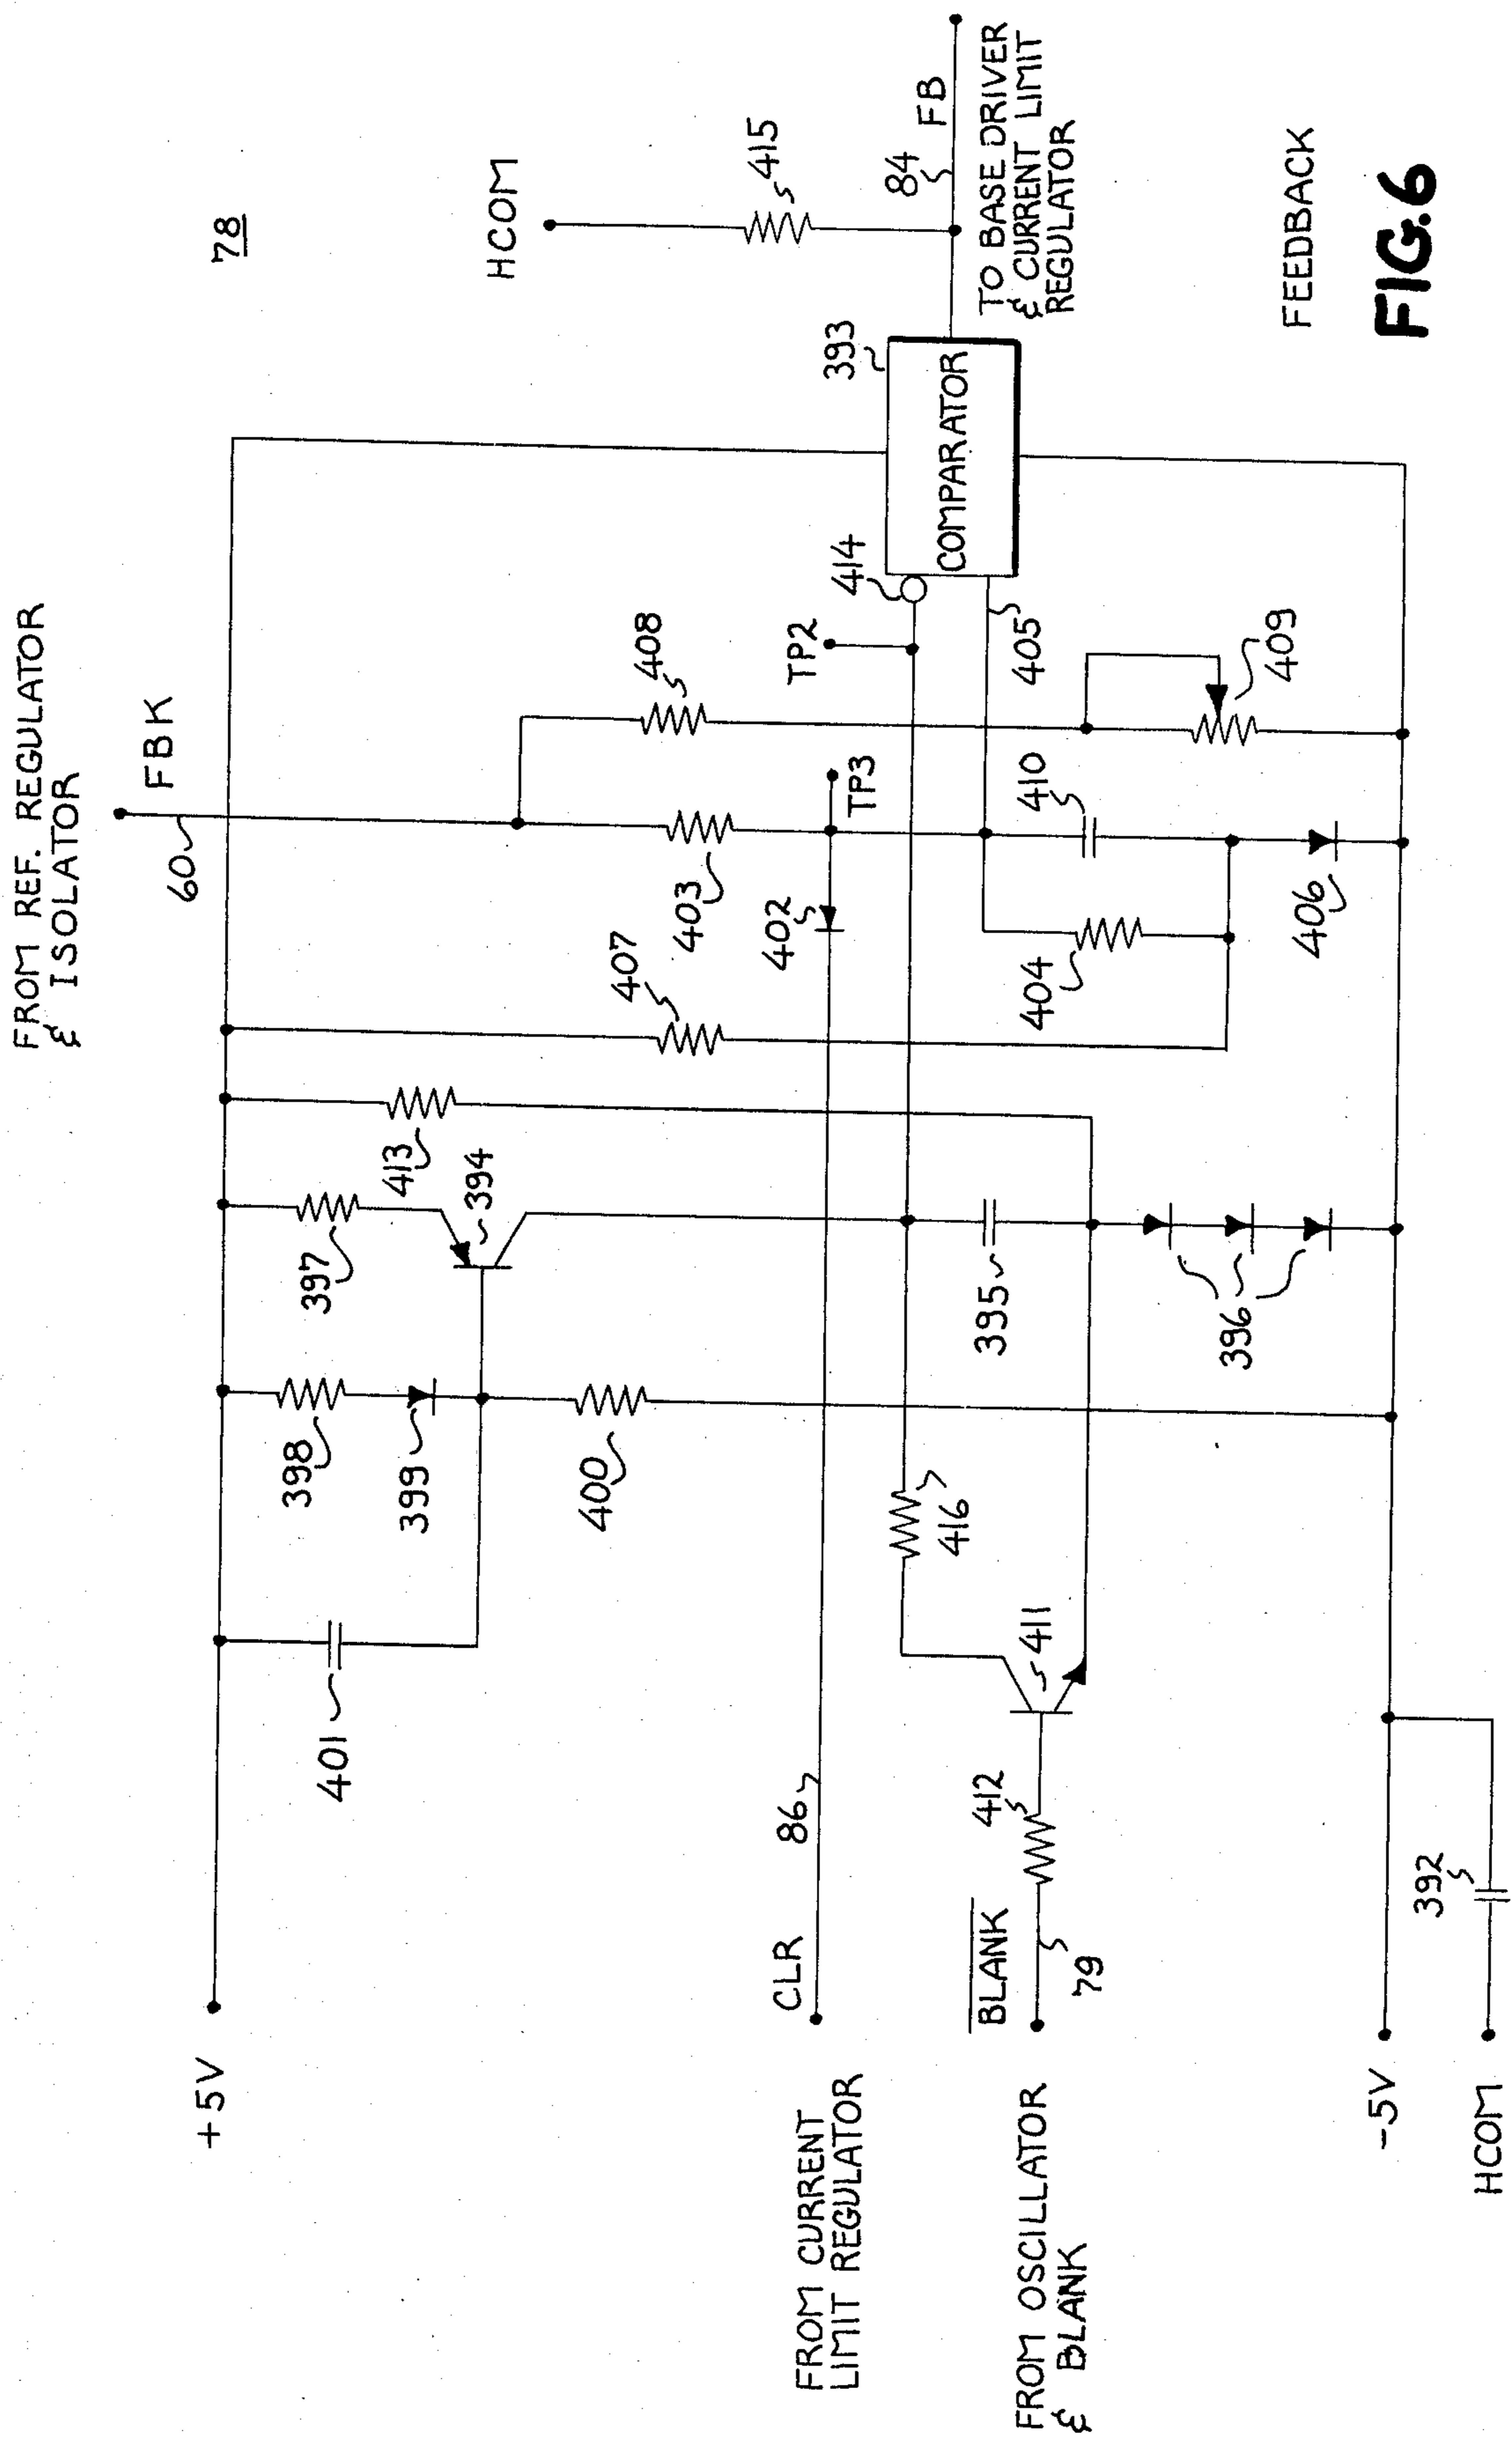 78
FROM REF. REGULATOR
& ISOLATOR
FBK
60
+5V
HCOM
415
401
398
399
400
397
394
413
407
403
408
402
TP3
TP2
414
393
COMPARATOR
84
FB
TO BASE DRIVER
& CURRENT LIMIT
REGULATOR
FROM CURRENT
LIMIT REGULATOR
CLR
86
416
395
404
410
405
409
406
396
FROM OSCILLATOR
& BLANK
BLANK
79
412
411
-5V
HCOM
392
FEEDBACK
FIG. 6